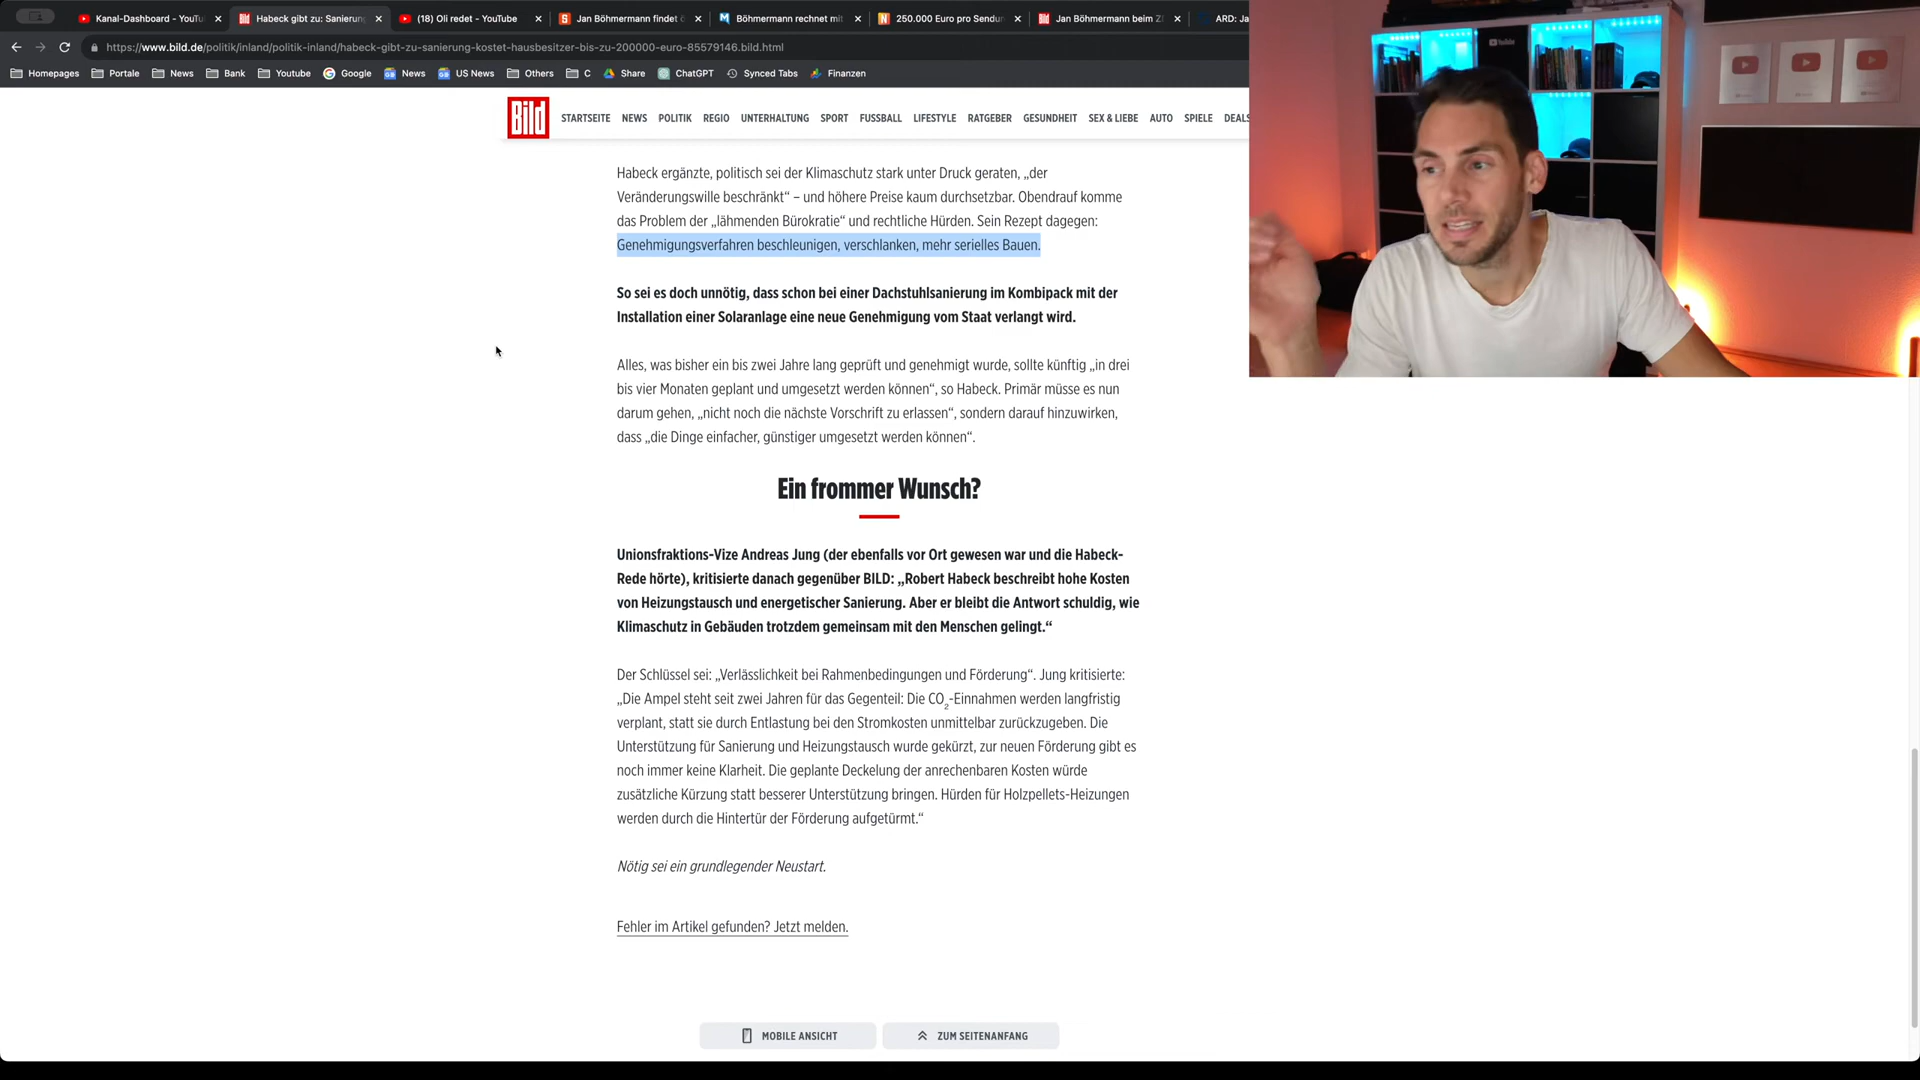 Kanal-Dashboard - YouTu
Habeck gibt zu: Sanierung
(18) Oli redet - YouTube
Jan Böhmermann findet
Böhmermann rechnet mit
250.000 Euro pro Sendun
Jan Böhmermann beim Z
ARD: Ja
https://www.bild.de/politik/inland/politik-inland/habeck-gibt-zu-sanierung-kostet-hausbesitzer-bis-zu-200000-euro-85579146.bild.html
Homepages Portale News Bank Youtube Google News US News Others C Share ChatGPT Synced Tabs Finanzen
Bild STARTSEITE NEWS POLITIK REGIO UNTERHALTUNG SPORT FUSSBALL LIFESTYLE RATGEBER GESUNDHEIT SEX & LIEBE AUTO SPIELE DEALS
Habeck ergänzte, politisch sei der Klimaschutz stark unter Druck geraten, „der
Veränderungswille beschränkt“ – und höhere Preise kaum durchsetzbar. Obendrauf komme
das Problem der „lähmenden Bürokratie“ und rechtliche Hürden. Sein Rezept dagegen:
Genehmigungsverfahren beschleunigen, verschlanken, mehr serielles Bauen.
So sei es doch unnötig, dass schon bei einer Dachstuhlsanierung im Kombipack mit der
Installation einer Solaranlage eine neue Genehmigung vom Staat verlangt wird.
Alles, was bisher ein bis zwei Jahre lang geprüft und genehmigt wurde, sollte künftig „in drei
bis vier Monaten geplant und umgesetzt werden können“, so Habeck. Primär müsse es nun
darum gehen, „nicht noch die nächste Vorschrift zu erlassen“, sondern darauf hinzuwirken,
dass „die Dinge einfacher, günstiger umgesetzt werden können“.
Ein frommer Wunsch?
Unionsfraktions-Vize Andreas Jung (der ebenfalls vor Ort gewesen war und die Habeck-
Rede hörte), kritisierte danach gegenüber BILD: „Robert Habeck beschreibt hohe Kosten
von Heizungstausch und energetischer Sanierung. Aber er bleibt die Antwort schuldig, wie
Klimaschutz in Gebäuden trotzdem gemeinsam mit den Menschen gelingt.“
Der Schlüssel sei: „Verlässlichkeit bei Rahmenbedingungen und Förderung“. Jung kritisierte:
„Die Ampel steht seit zwei Jahren für das Gegenteil: Die CO₂-Einnahmen werden langfristig
verplant, statt sie durch Entlastung bei den Stromkosten unmittelbar zurückzugeben. Die
Unterstützung für Sanierung und Heizungstausch wurde gekürzt, zur neuen Förderung gibt es
noch immer keine Klarheit. Die geplante Deckelung der anrechenbaren Kosten würde
zusätzliche Kürzung statt besserer Unterstützung bringen. Hürden für Holzpellets-Heizungen
werden durch die Hintertür der Förderung aufgetürmt.“
Nötig sei ein grundlegender Neustart.
Fehler im Artikel gefunden? Jetzt melden.
MOBILE ANSICHT
ZUM SEITENANFANG